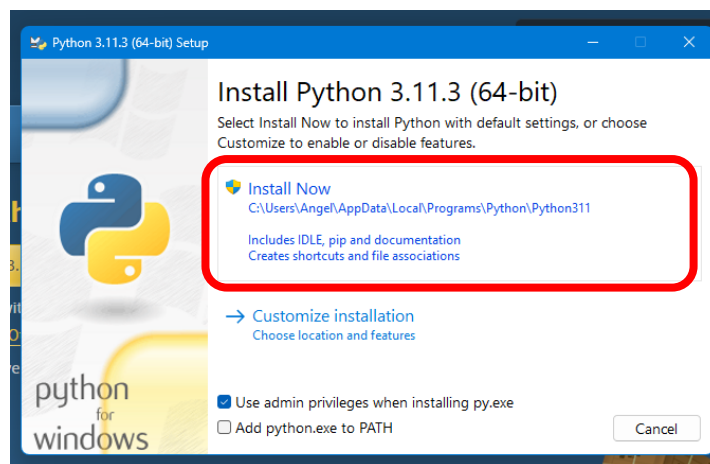 Python 3.11.3 (64-bit) Setup
Install Python 3.11.3 (64-bit)
Select Install Now to install Python with default settings, or choose
Customize to enable or disable features.
Install Now
C:\Users\Angel\AppData\Local\Programs\Python\Python311
Includes IDLE, pip and documentation
Creates shortcuts and file associations
Customize installation
Choose location and features
Use admin privileges when installing py.exe
Add python.exe to PATH
Cancel
python
for
windows